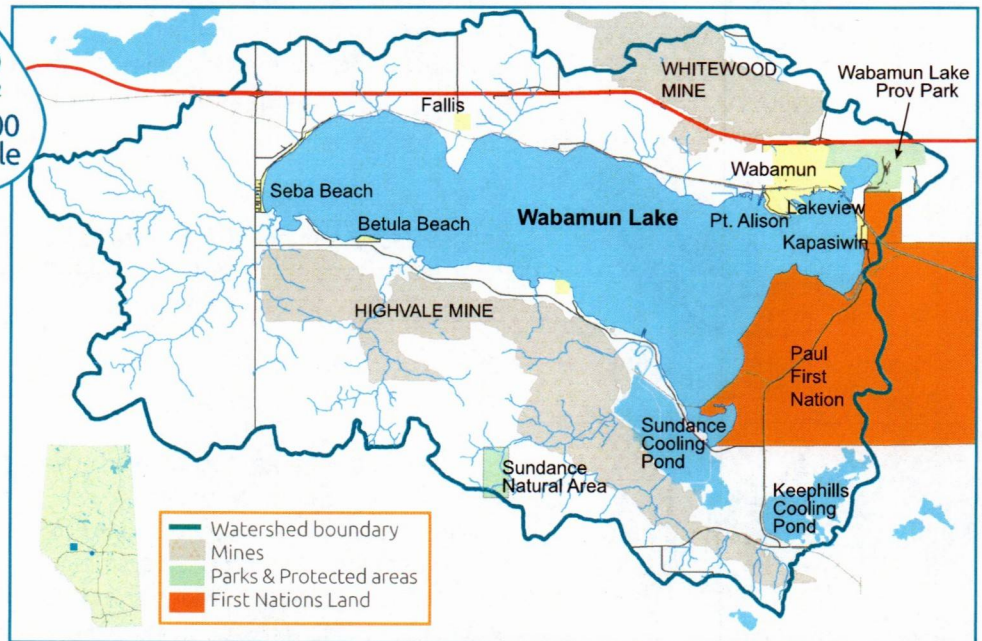 00
le
WHITEWOOD
MINE
Wabamun Lake
Prov Park
Fallis
Wabamun
Seba Beach
Betula Beach
Wabamun Lake
Pt. Alison
Lakeview
Kapasiwin
HIGHVALE MINE
Paul
First
Nation
Sundance
Cooling
Pond
Sundance
Natural Area
Keephills
Cooling
Pond
Watershed boundary
Mines
Parks & Protected areas
First Nations Land